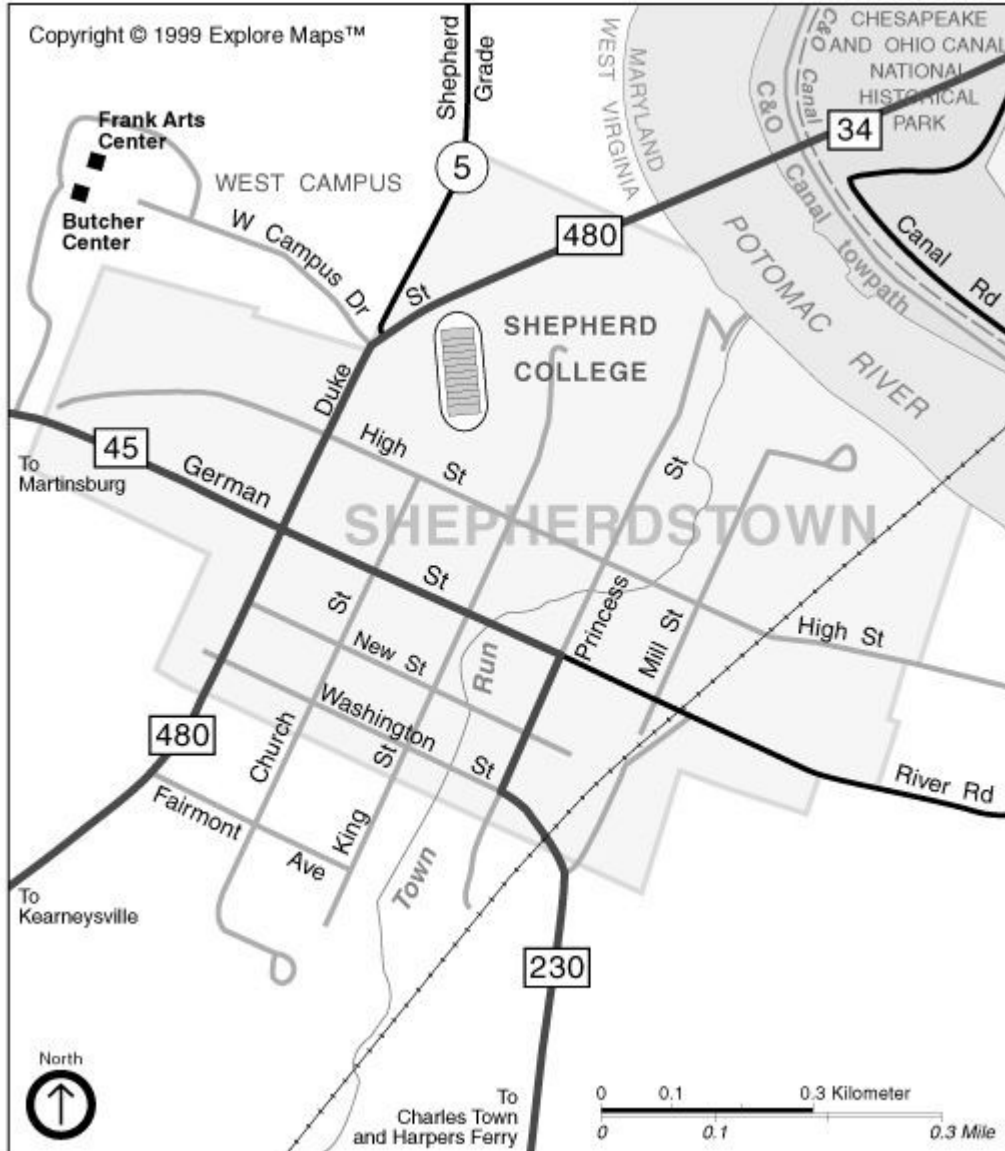 Copyright © 1999 Explore Maps™
Shepherd
Grade
5
MARYLAND
WEST VIRGINIA
CHESAPEAKE
AND OHIO CANAL
NATIONAL
HISTORICAL
PARK
C&O
Canal
34
C&O
Canal
towpath
Canal Rd
Frank Arts
Center
Butcher
Center
WEST CAMPUS
W Campus Dr
480
POTOMAC RIVER
Duke St
SHEPHERD
COLLEGE
45
To
Martinsburg
German St
High St
SHEPHERDSTOWN
Princess St
Mill St
High St
Church St
New St
Washington St
King St
Town Run
480
Fairmont Ave
River Rd
To
Kearneysville
230
To
Charles Town
and Harpers Ferry
North
0 0.1 0.3 Kilometer
0 0.1 0.3 Mile